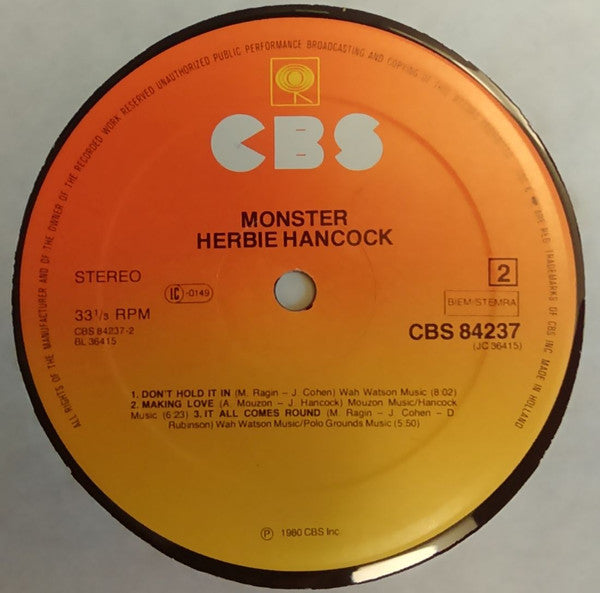 ALL RIGHTS OF THE MANUFACTURER AND OF THE OWNER OF THE RECORDED WORK RESERVED UNAUTHORIZED PUBLIC PERFORMANCE BROADCASTING AND COPYING OF
TRADEMARKS OF CBS INC MADE IN HOLLAND
CBS
MONSTER
HERBIE HANCOCK
STEREO
2
IC -0149
BIEM/STEMRA
33⅓ RPM
CBS 84237
CBS 84237-2
(JC 36415)
BL 36415
1. DON'T HOLD IT IN (M. Ragin – J. Cohen) Wah Watson Music (8:02)
2. MAKING LOVE (A. Mouzon – J. Hancock) Mouzon Music/Hancock
Music (6:23) 3. IT ALL COMES ROUND (M. Ragin – J. Cohen – D.
Rubinson) Wah Watson Music/Polo Grounds Music (5:50)
℗ 1980 CBS Inc